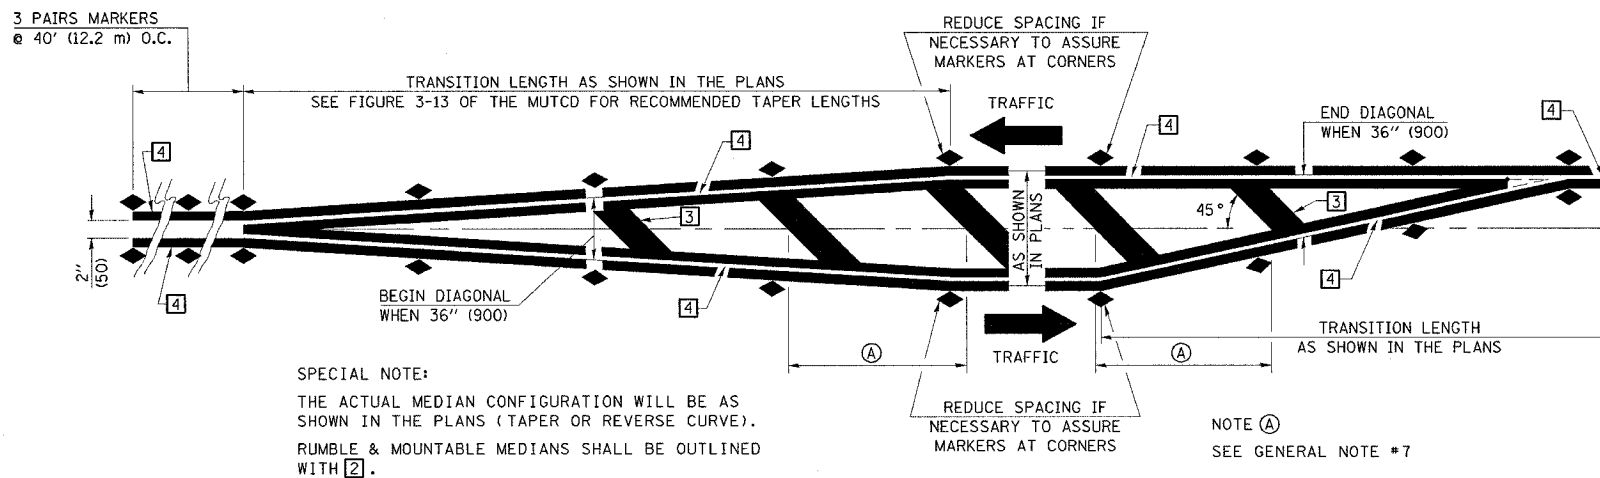 3 PAIRS MARKERS
@ 40' (12.2 m) O.C.
REDUCE SPACING IF
NECESSARY TO ASSURE
MARKERS AT CORNERS
TRANSITION LENGTH AS SHOWN IN THE PLANS
SEE FIGURE 3-13 OF THE MUTCD FOR RECOMMENDED TAPER LENGTHS
TRAFFIC
END DIAGONAL
WHEN 36" (900)
4
4
4
4
3
AS SHOWN
IN PLANS
45°
3
2"
(50)
4
BEGIN DIAGONAL
WHEN 36" (900)
4
4
TRAFFIC
A
A
TRANSITION LENGTH
AS SHOWN IN THE PLANS
SPECIAL NOTE:
THE ACTUAL MEDIAN CONFIGURATION WILL BE AS
SHOWN IN THE PLANS (TAPER OR REVERSE CURVE).
RUMBLE & MOUNTABLE MEDIANS SHALL BE OUTLINED
WITH 2.
REDUCE SPACING IF
NECESSARY TO ASSURE
MARKERS AT CORNERS
NOTE A
SEE GENERAL NOTE #7